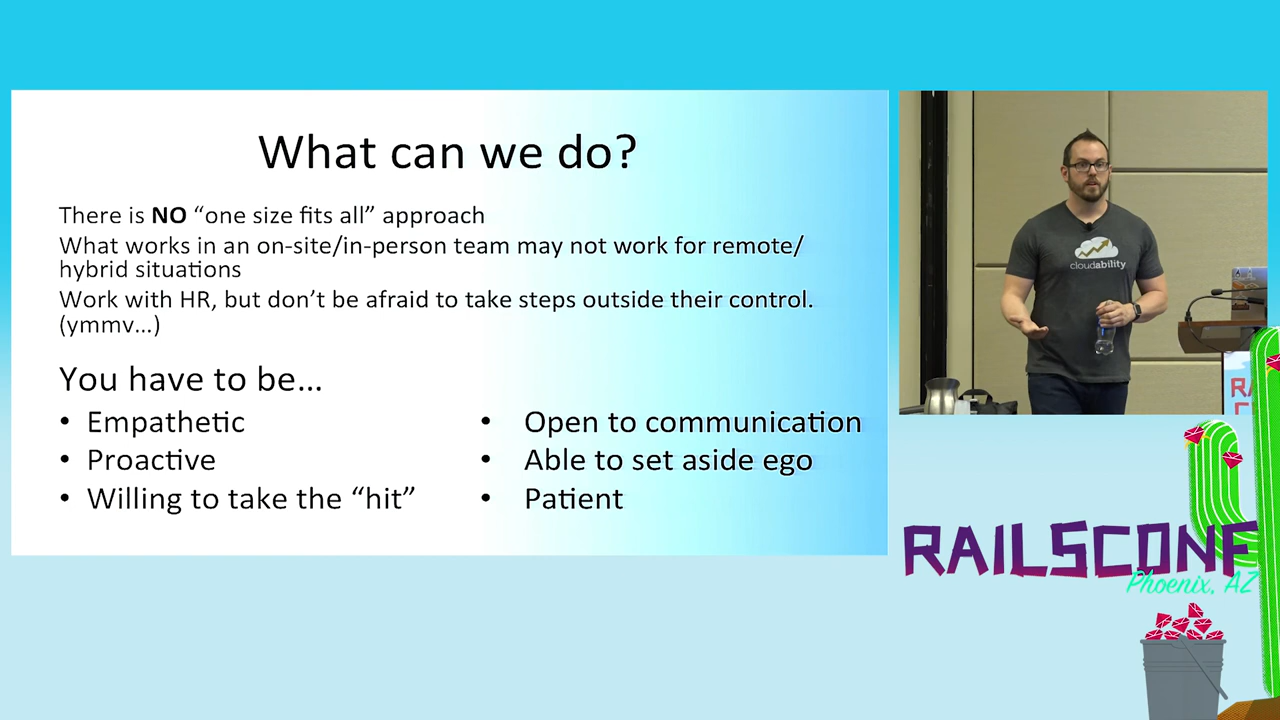 What can we do?
There is NO “one size fits all” approach
What works in an on-site/in-person team may not work for remote/
hybrid situations
Work with HR, but don’t be afraid to take steps outside their control.
(ymmv...)
You have to be...
• Empathetic
• Proactive
• Willing to take the “hit”
• Open to communication
• Able to set aside ego
• Patient
cloudability
RAILSCONF
Phoenix, AZ